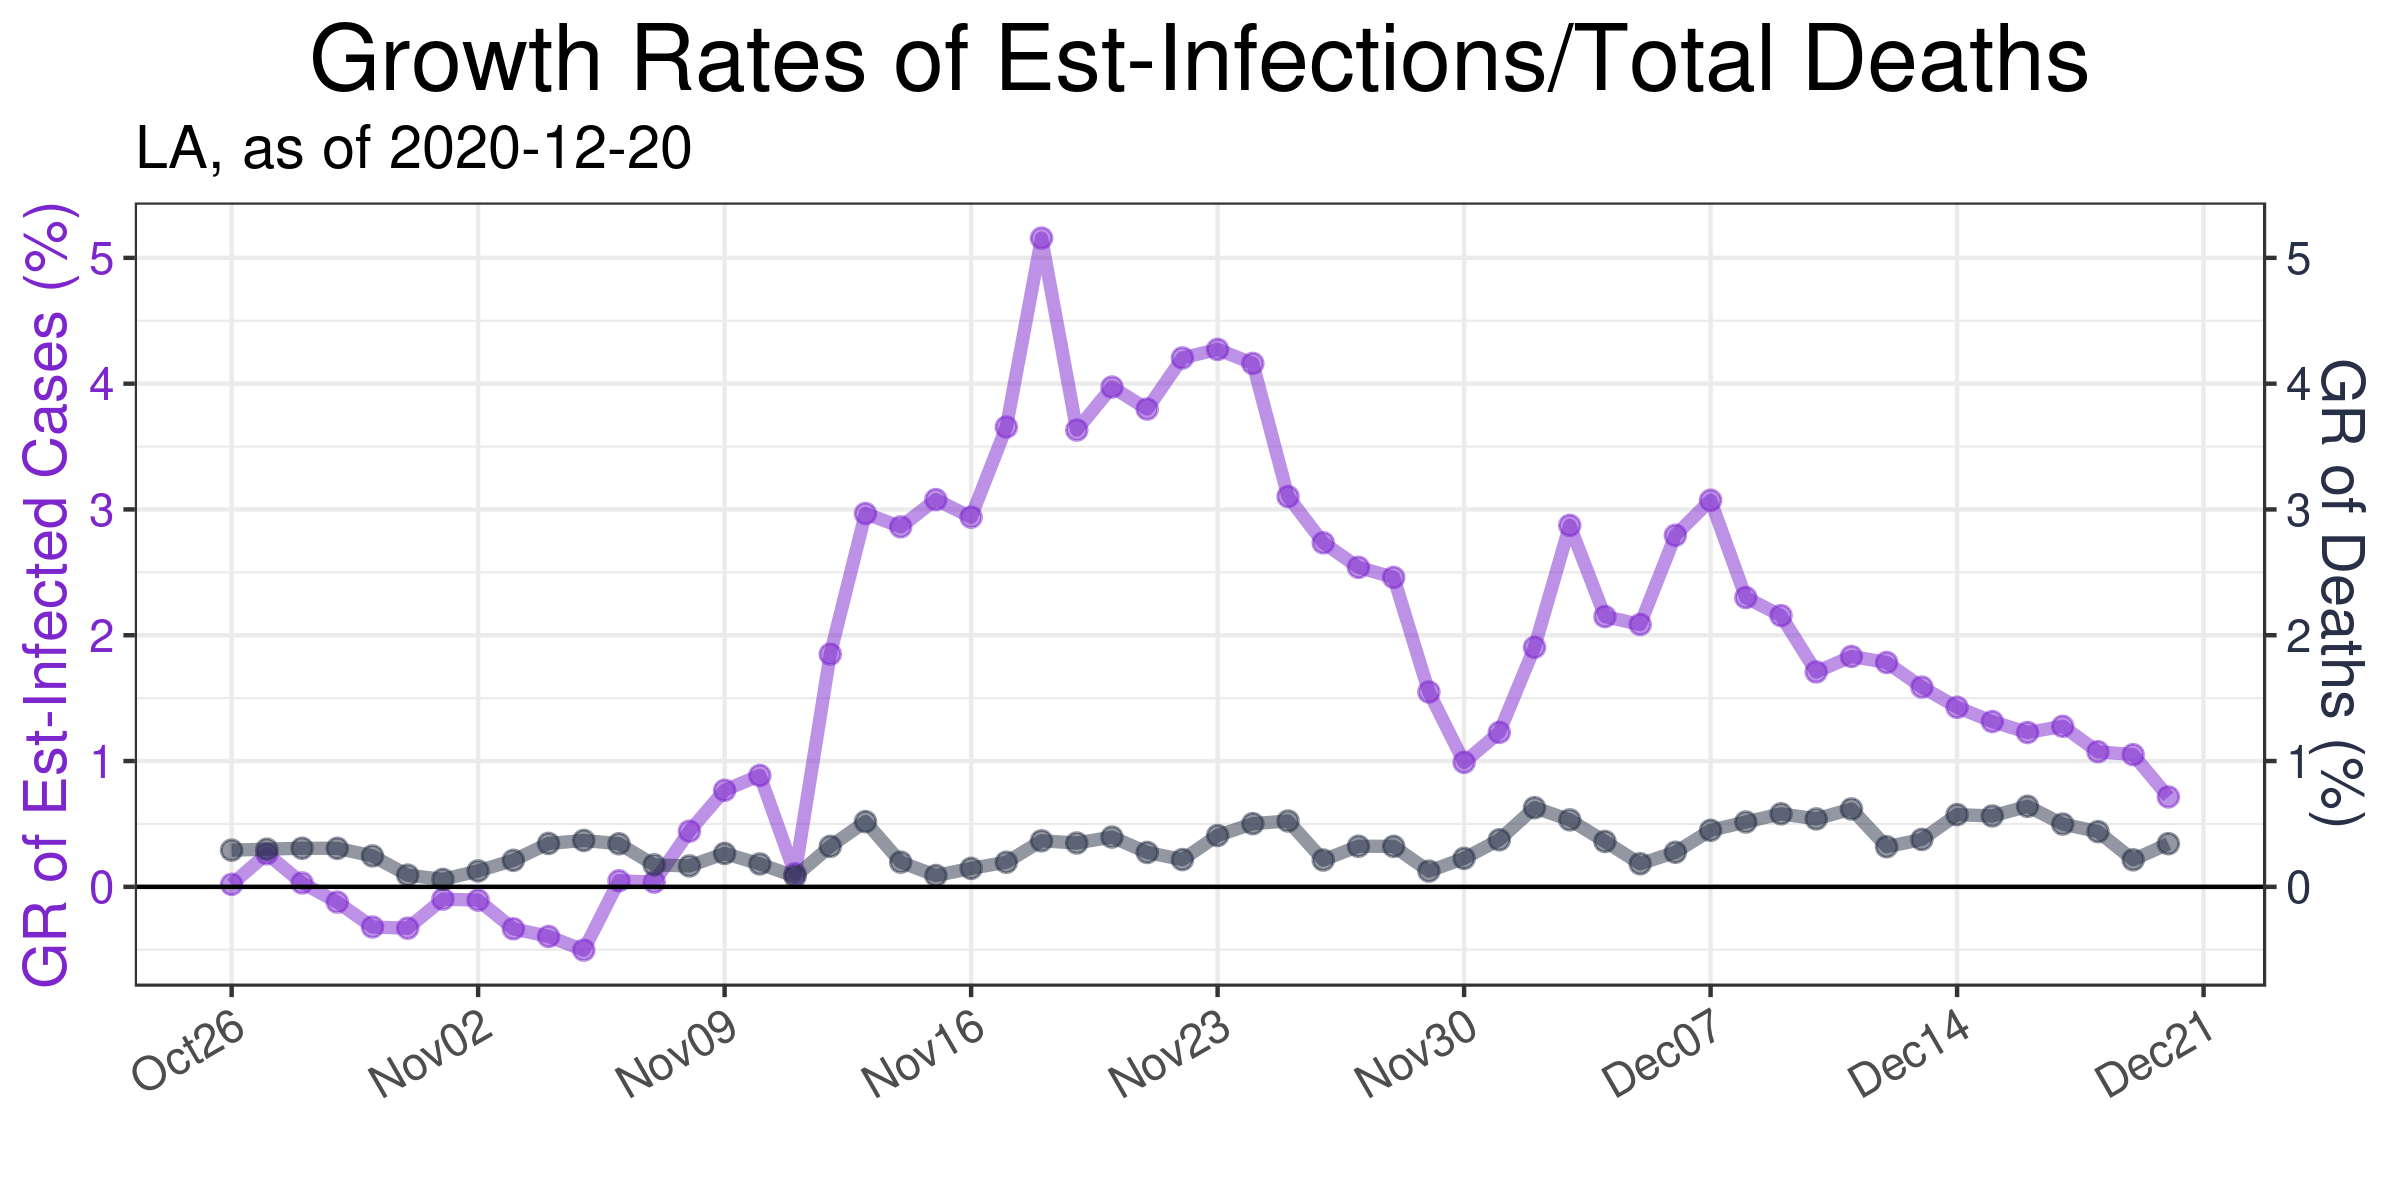 Growth Rates of Est-Infections/Total Deaths
LA, as of 2020-12-20
GR of Est-Infected Cases (%)
5
4
3
2
1
0
5
4
3
2
1
0
GR of Deaths (%)
Oct26
Nov02
Nov09
Nov16
Nov23
Nov30
Dec07
Dec14
Dec21